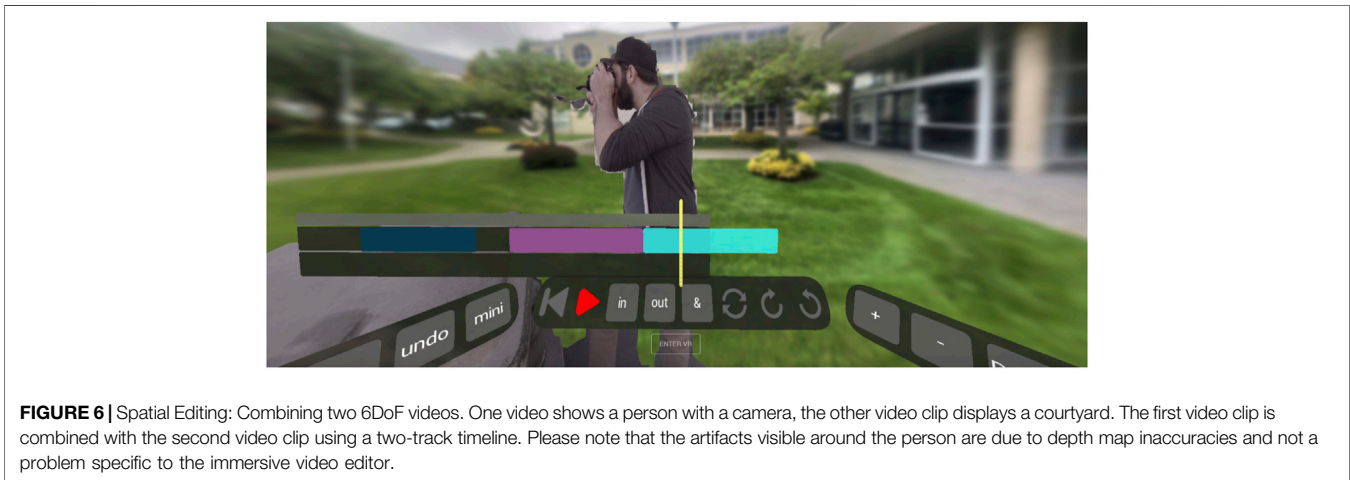 undo
mini
in
out
&
+
-
ENTER VR
FIGURE 6 | Spatial Editing: Combining two 6DoF videos. One video shows a person with a camera, the other video clip displays a courtyard. The first video clip is
combined with the second video clip using a two-track timeline. Please note that the artifacts visible around the person are due to depth map inaccuracies and not a
problem specific to the immersive video editor.